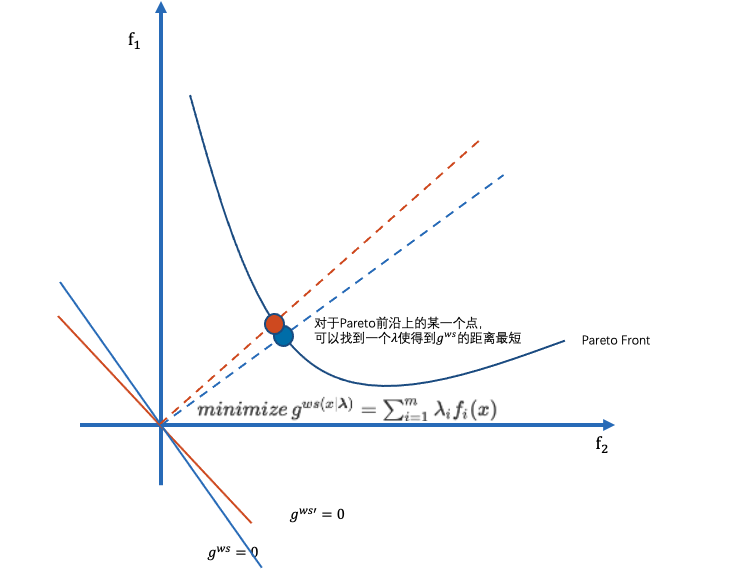 f₁
对于Pareto前沿上的某一个点，
可以找到一个λ使得到gʷˢ的距离最短
Pareto Front
minimize g^{ws(x|λ)} = ∑_{i=1}^{m} λ_i f_i(x)
f₂
g^{ws′} = 0
g^{ws} = 0